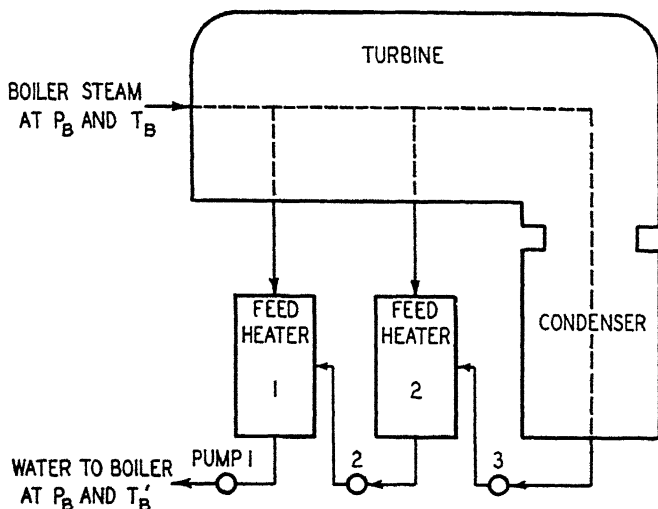 TURBINE
BOILER STEAM
AT P_B AND T_B
FEED
HEATER
1
FEED
HEATER
2
CONDENSER
WATER TO BOILER
AT P_B AND T_B'
PUMP 1
2
3